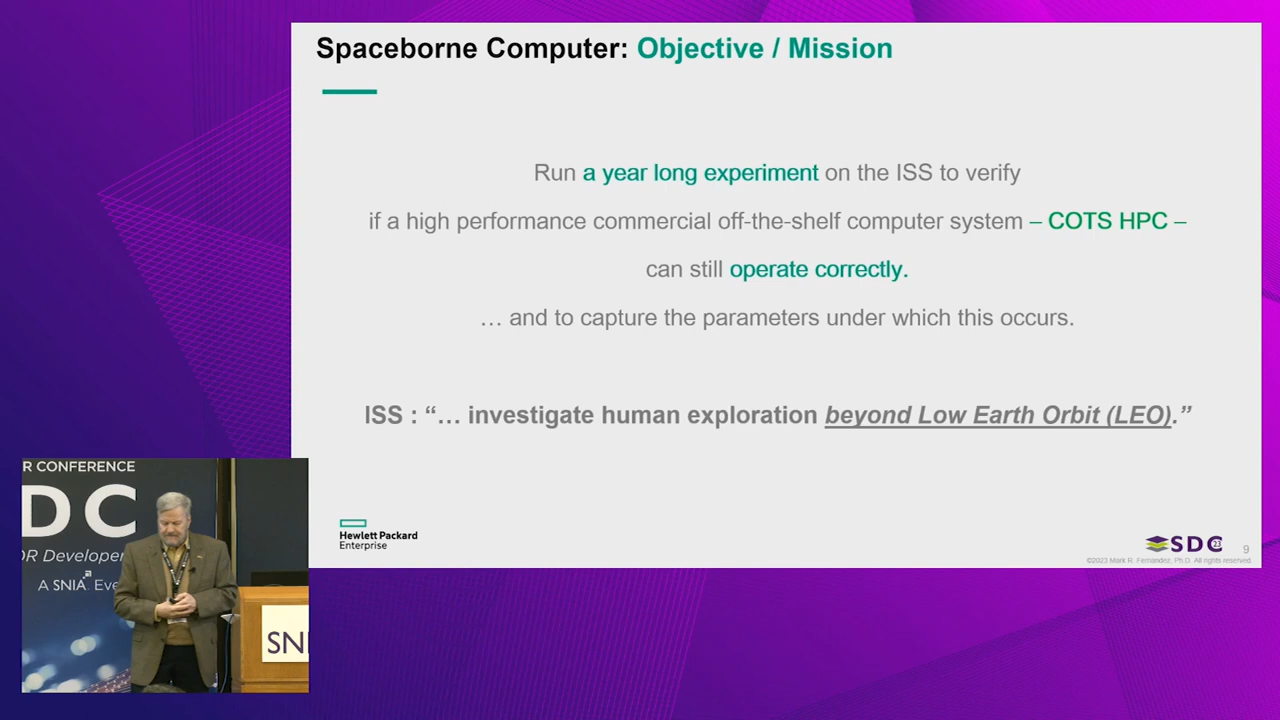 Spaceborne Computer: Objective / Mission
Run a year long experiment on the ISS to verify
if a high performance commercial off-the-shelf computer system – COTS HPC –
can still operate correctly.
… and to capture the parameters under which this occurs.
ISS : “… investigate human exploration beyond Low Earth Orbit (LEO).”
Hewlett Packard
Enterprise
SDC 23
9
©2023 Mark R. Fernandez, Ph.D. All rights reserved.
R CONFERENCE
DC
OR Develope
A SNIA Eve
SNI